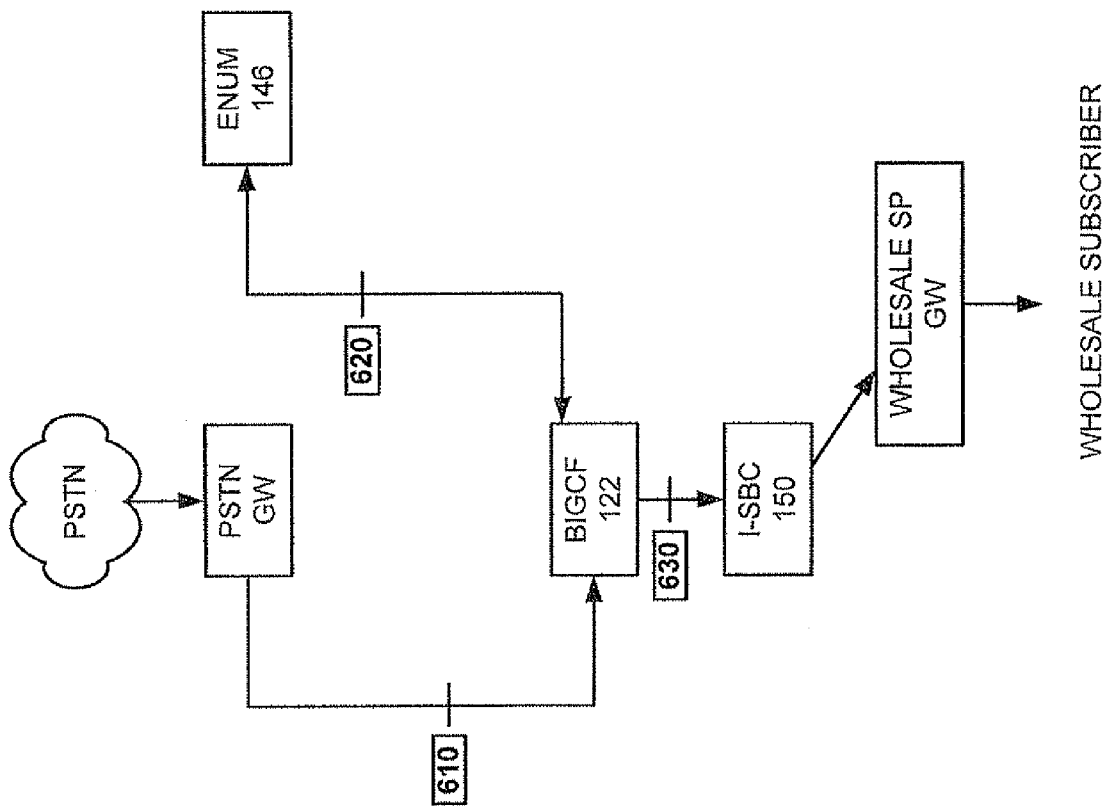 PSTN
PSTN
GW
ENUM
146
620
610
BIGCF
122
630
I-SBC
150
WHOLESALE SP
GW
WHOLESALE SUBSCRIBER